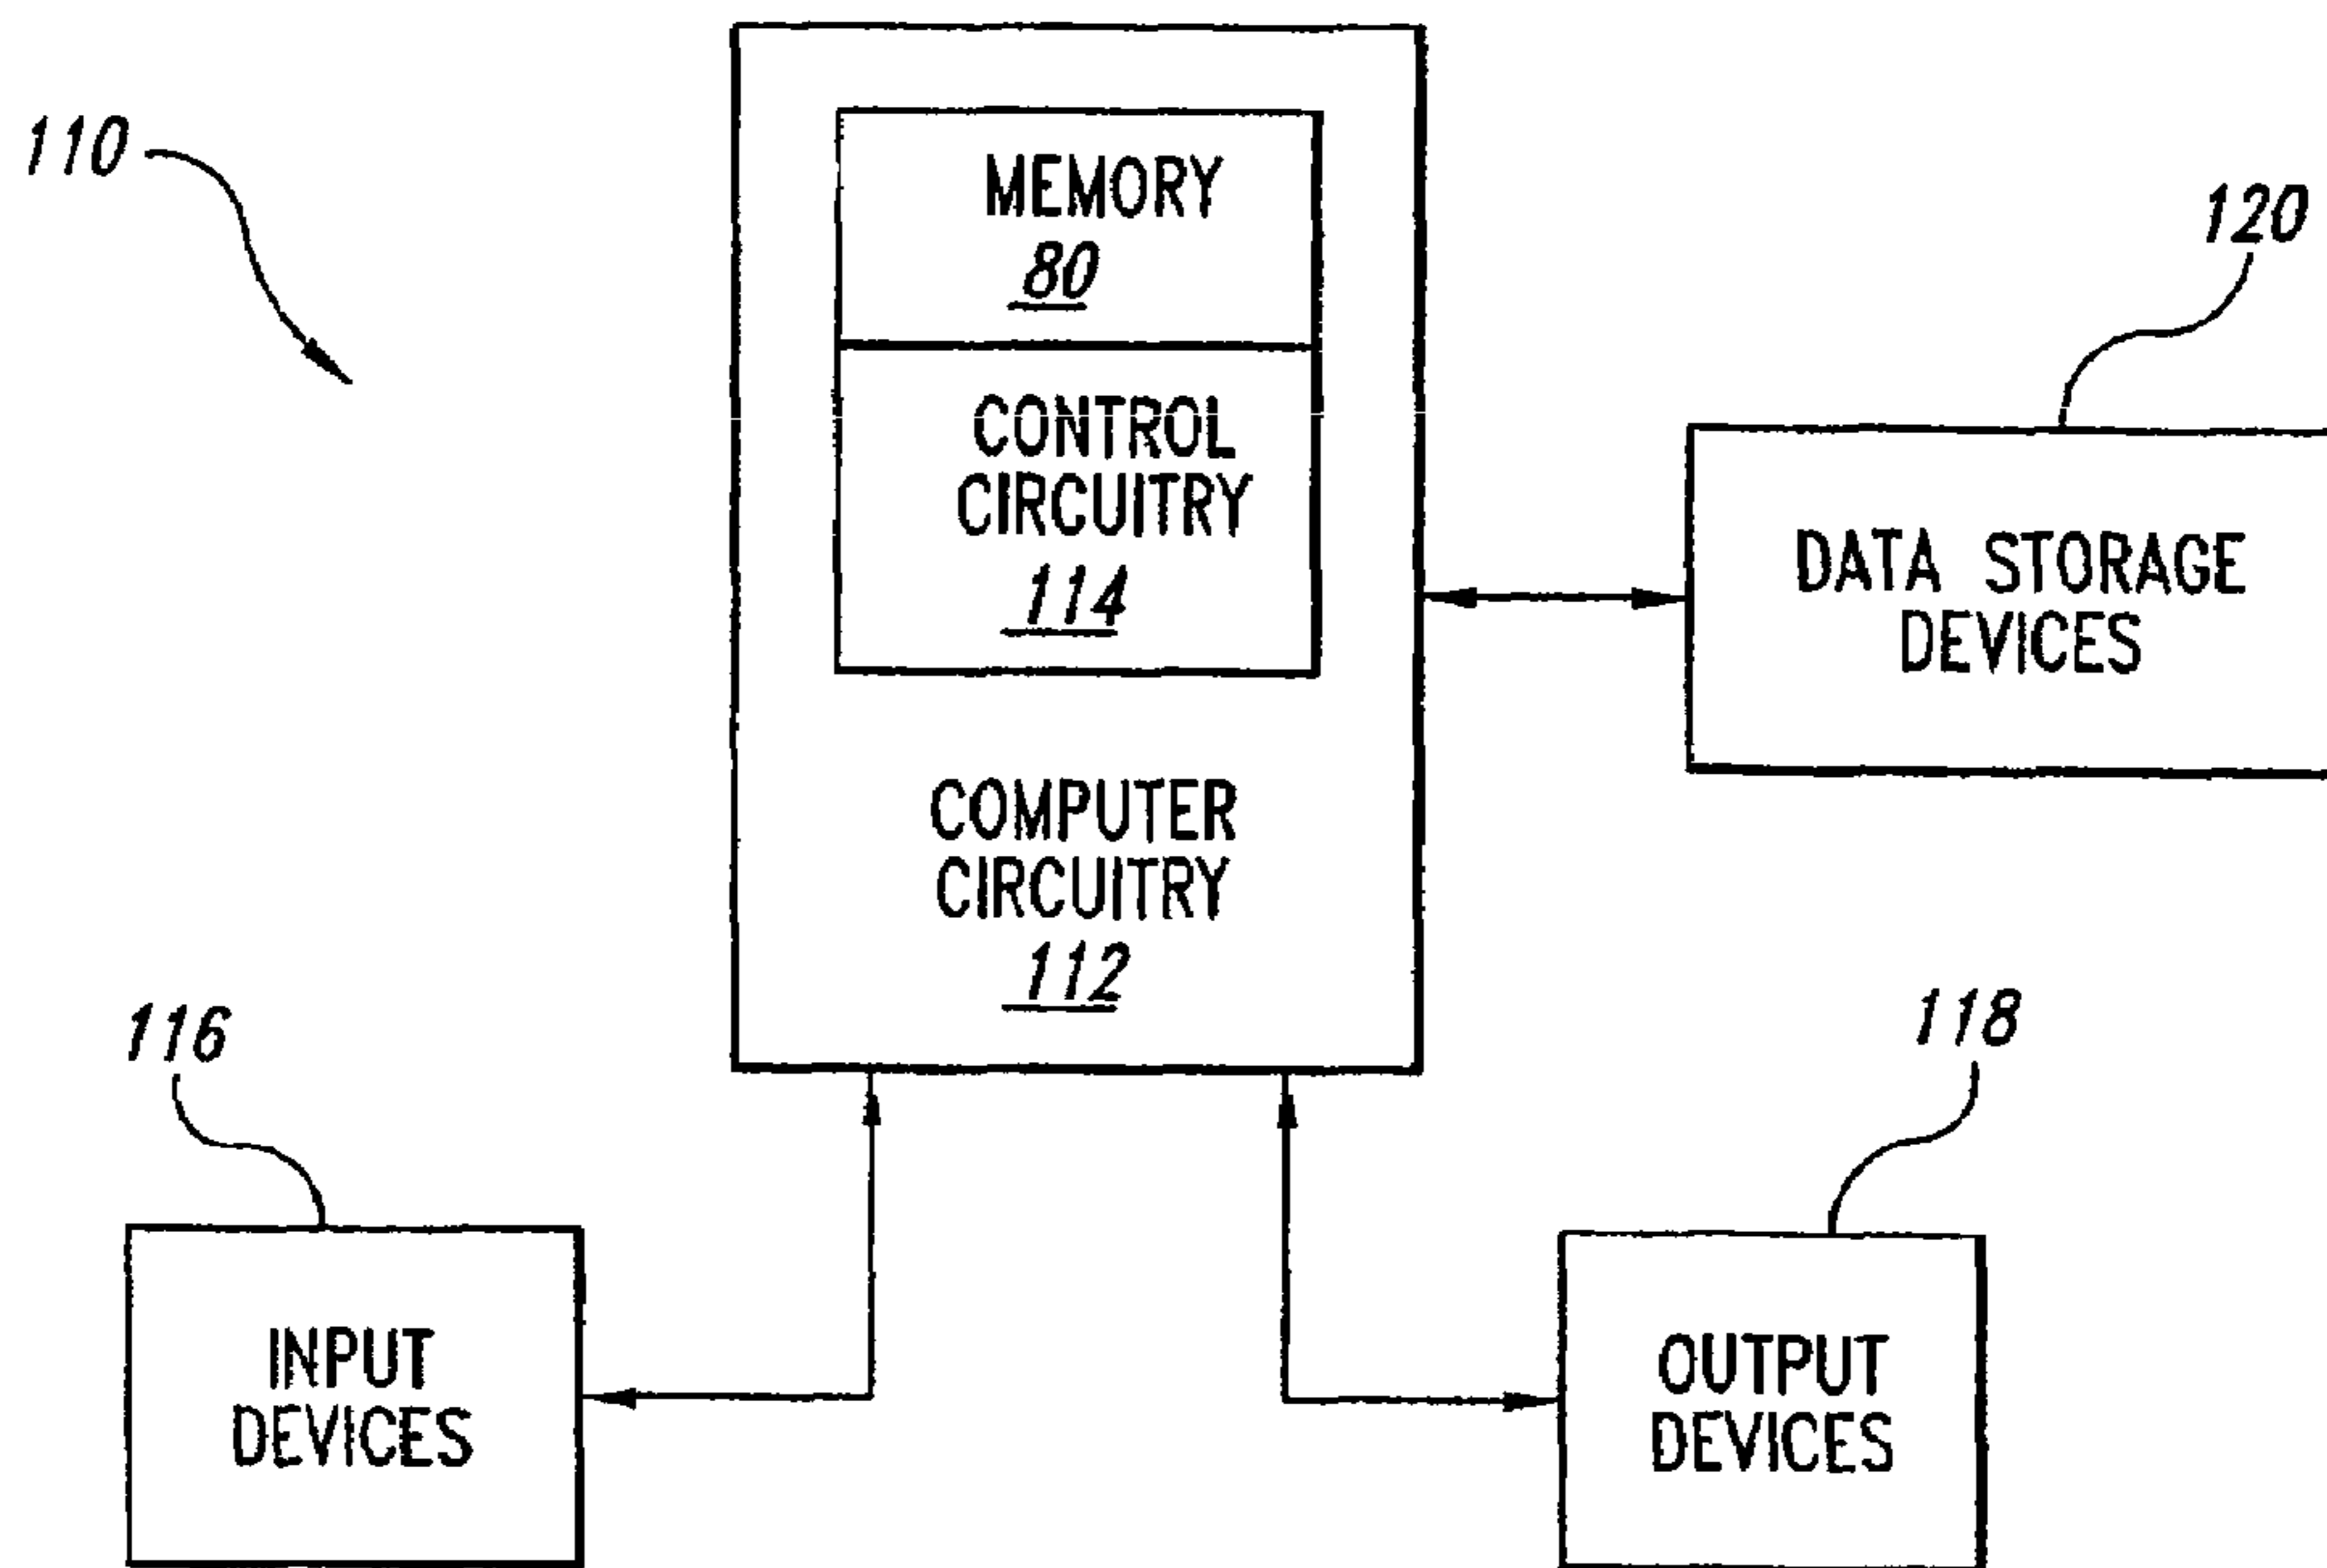 110
MEMORY
80
CONTROL
CIRCUITRY
114
120
DATA STORAGE
DEVICES
COMPUTER
CIRCUITRY
112
116
INPUT
DEVICES
118
OUTPUT
DEVICES